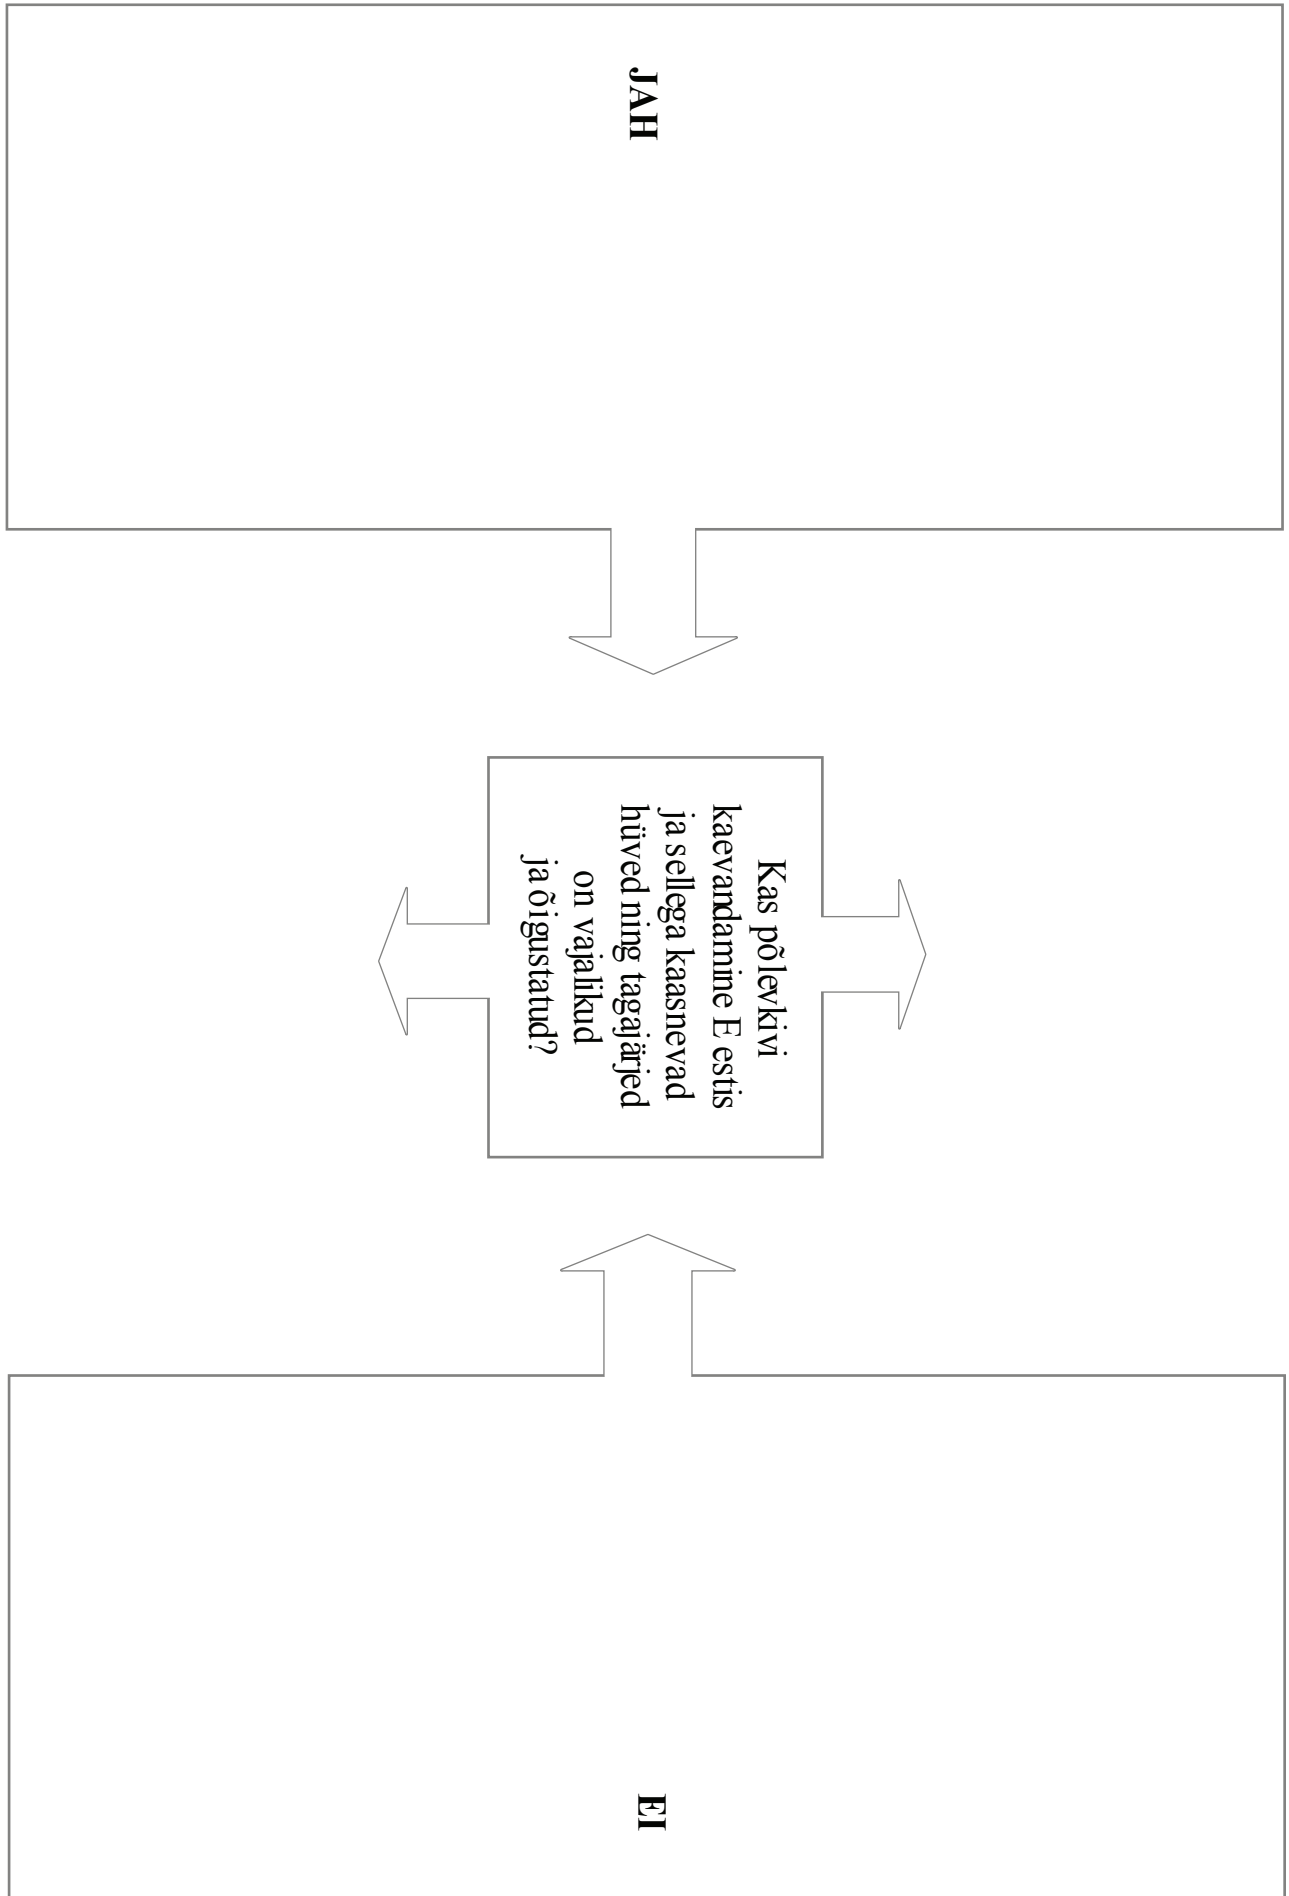 JAH
Kas põlevkivi
kaevandamine Eestis
ja sellega kaasnevad
hüved ning tagajärjed
on vajalikud
ja õigustatud?
EI